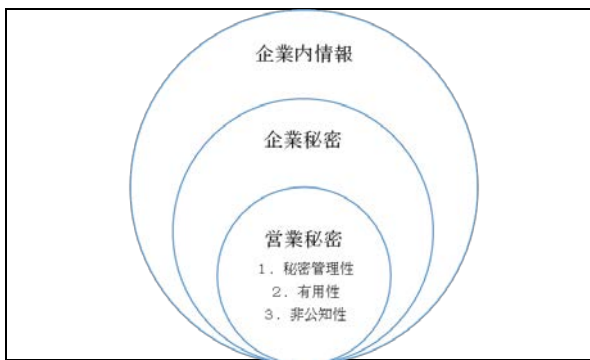 企業内情報
企業秘密
営業秘密
1. 秘密管理性
2. 有用性
3. 非公知性